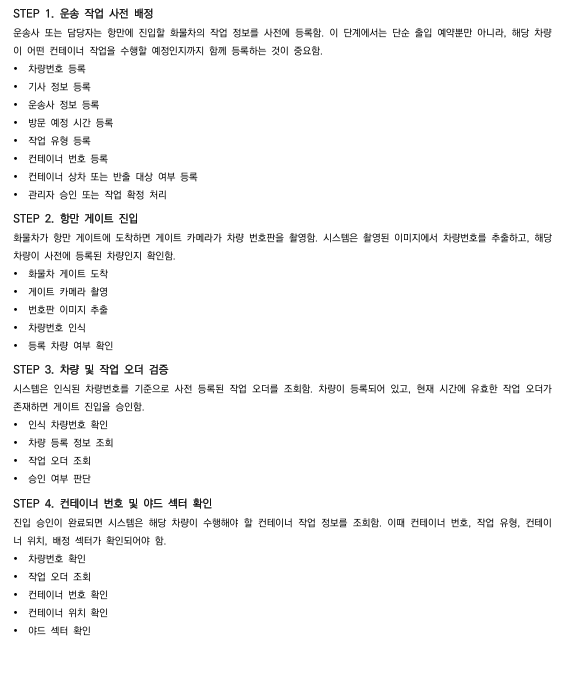 STEP 1. 운송 작업 사전 배정
운송사 또는 담당자는 항만에 진입할 화물차의 작업 정보를 사전에 등록함. 이 단계에서는 단순 출입 예약뿐만 아니라, 해당 차량
이 어떤 컨테이너 작업을 수행할 예정인지까지 함께 등록하는 것이 중요함.
• 차량번호 등록
• 기사 정보 등록
• 운송사 정보 등록
• 방문 예정 시간 등록
• 작업 유형 등록
• 컨테이너 번호 등록
• 컨테이너 상차 또는 반출 대상 여부 등록
• 관리자 승인 또는 작업 확정 처리
STEP 2. 항만 게이트 진입
화물차가 항만 게이트에 도착하면 게이트 카메라가 차량 번호판을 촬영함. 시스템은 촬영된 이미지에서 차량번호를 추출하고, 해당
차량이 사전에 등록된 차량인지 확인함.
• 화물차 게이트 도착
• 게이트 카메라 촬영
• 번호판 이미지 추출
• 차량번호 인식
• 등록 차량 여부 확인
STEP 3. 차량 및 작업 오더 검증
시스템은 인식된 차량번호를 기준으로 사전 등록된 작업 오더를 조회함. 차량이 등록되어 있고, 현재 시간에 유효한 작업 오더가
존재하면 게이트 진입을 승인함.
• 인식 차량번호 확인
• 차량 등록 정보 조회
• 작업 오더 조회
• 승인 여부 판단
STEP 4. 컨테이너 번호 및 야드 섹터 확인
진입 승인이 완료되면 시스템은 해당 차량이 수행해야 할 컨테이너 작업 정보를 조회함. 이때 컨테이너 번호, 작업 유형, 컨테이
너 위치, 배정 섹터가 확인되어야 함.
• 차량번호 확인
• 작업 오더 조회
• 컨테이너 번호 확인
• 컨테이너 위치 확인
• 야드 섹터 확인